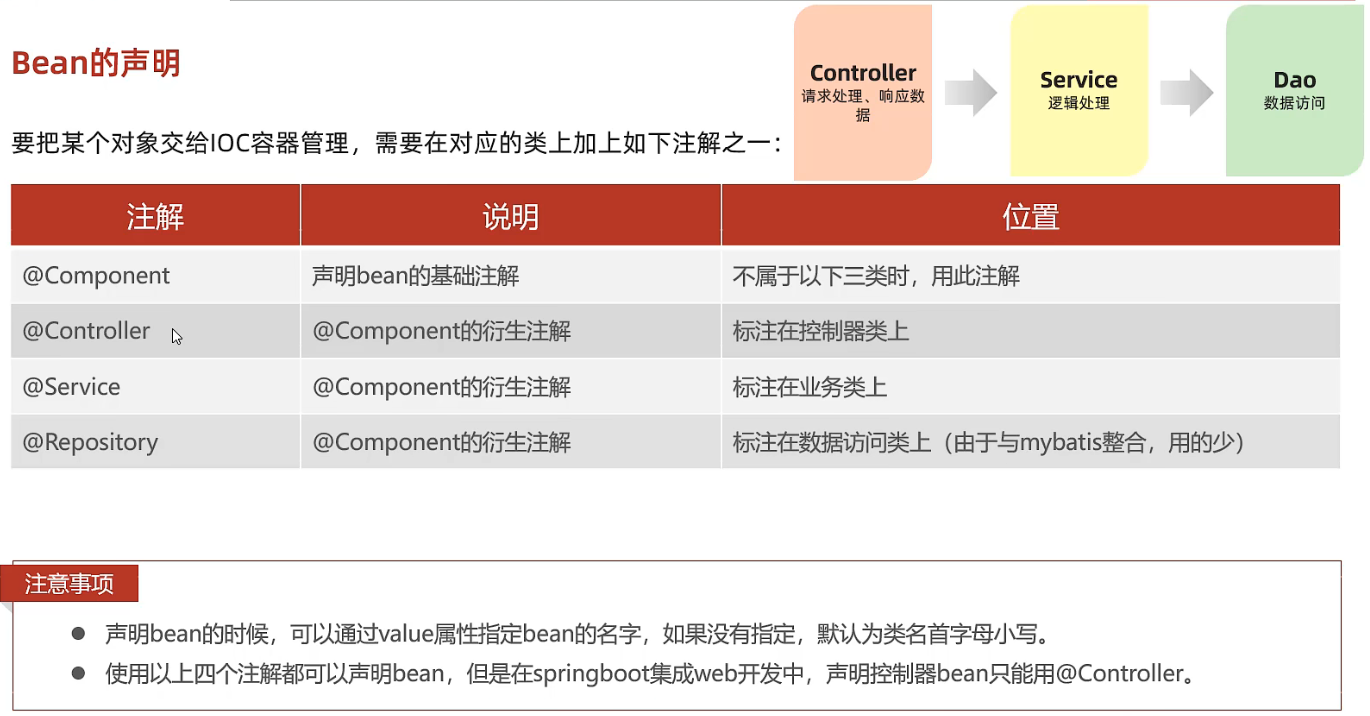 Bean的声明
Controller
请求处理、响应数
据
Service
逻辑处理
Dao
数据访问
要把某个对象交给IOC容器管理，需要在对应的类上加上如下注解之一：
注解 说明 位置
@Component 声明bean的基础注解 不属于以下三类时，用此注解
@Controller @Component的衍生注解 标注在控制器类上
@Service @Component的衍生注解 标注在业务类上
@Repository @Component的衍生注解 标注在数据访问类上（由于与mybatis整合，用的少）
注意事项
● 声明bean的时候，可以通过value属性指定bean的名字，如果没有指定，默认为类名首字母小写。
● 使用以上四个注解都可以声明bean，但是在springboot集成web开发中，声明控制器bean只能用@Controller。